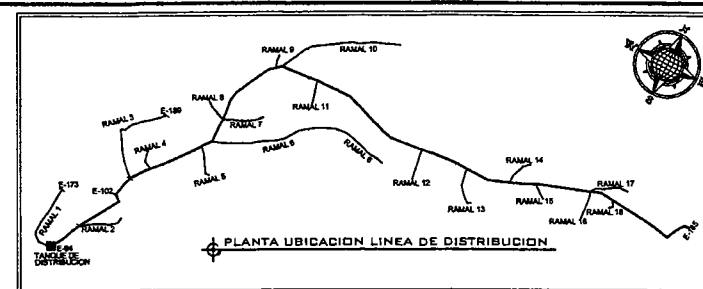 RAMAL 9
RAMAL 10
RAMAL 8
RAMAL 11
RAMAL 3
E-189
RAMAL 7
RAMAL 4
RAMAL 6
RAMAL 6
RAMAL 5
E-173
E-102
RAMAL 1
RAMAL 2
RAMAL 12
RAMAL 13
RAMAL 14
RAMAL 15
RAMAL 17
RAMAL 16
RAMAL 18
E-94
TANQUE DE
DISTRIBUCION
PLANTA UBICACION LINEA DE DISTRIBUCION
S